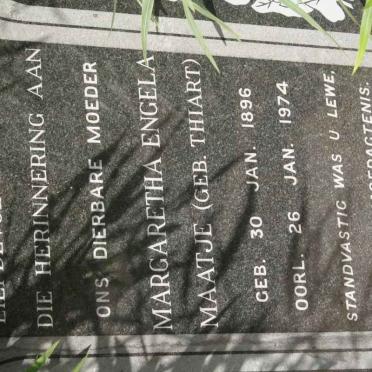 DIE HERINNERING AAN
ONS DIERBARE MOEDER
MARGARETHA ENGELA
MAATJE (GEB. THIART)
GEB. 30 JAN. 1896
OORL. 26 JAN. 1974
STANDVASTIG WAS U LEWE,